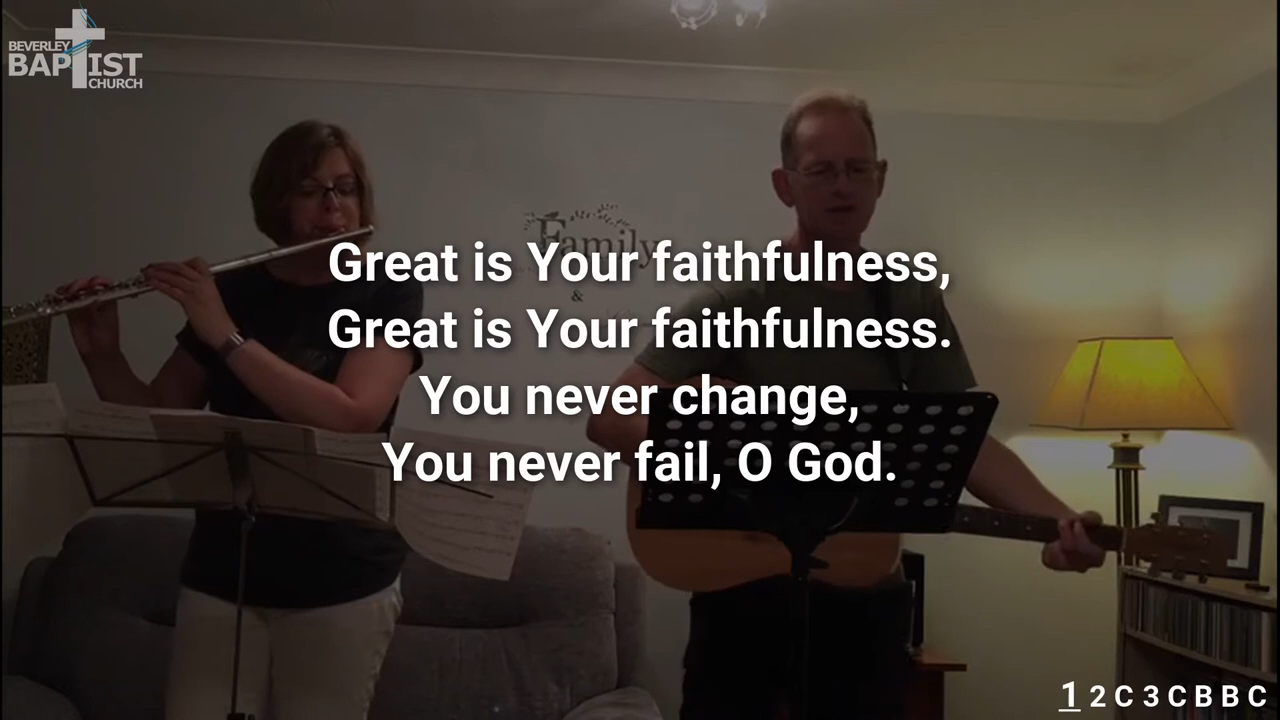 BEVERLEY
BAPTIST
CHURCH
Family
&
Great is Your faithfulness,
Great is Your faithfulness.
You never change,
You never fail, O God.
1 2 C 3 C B B C